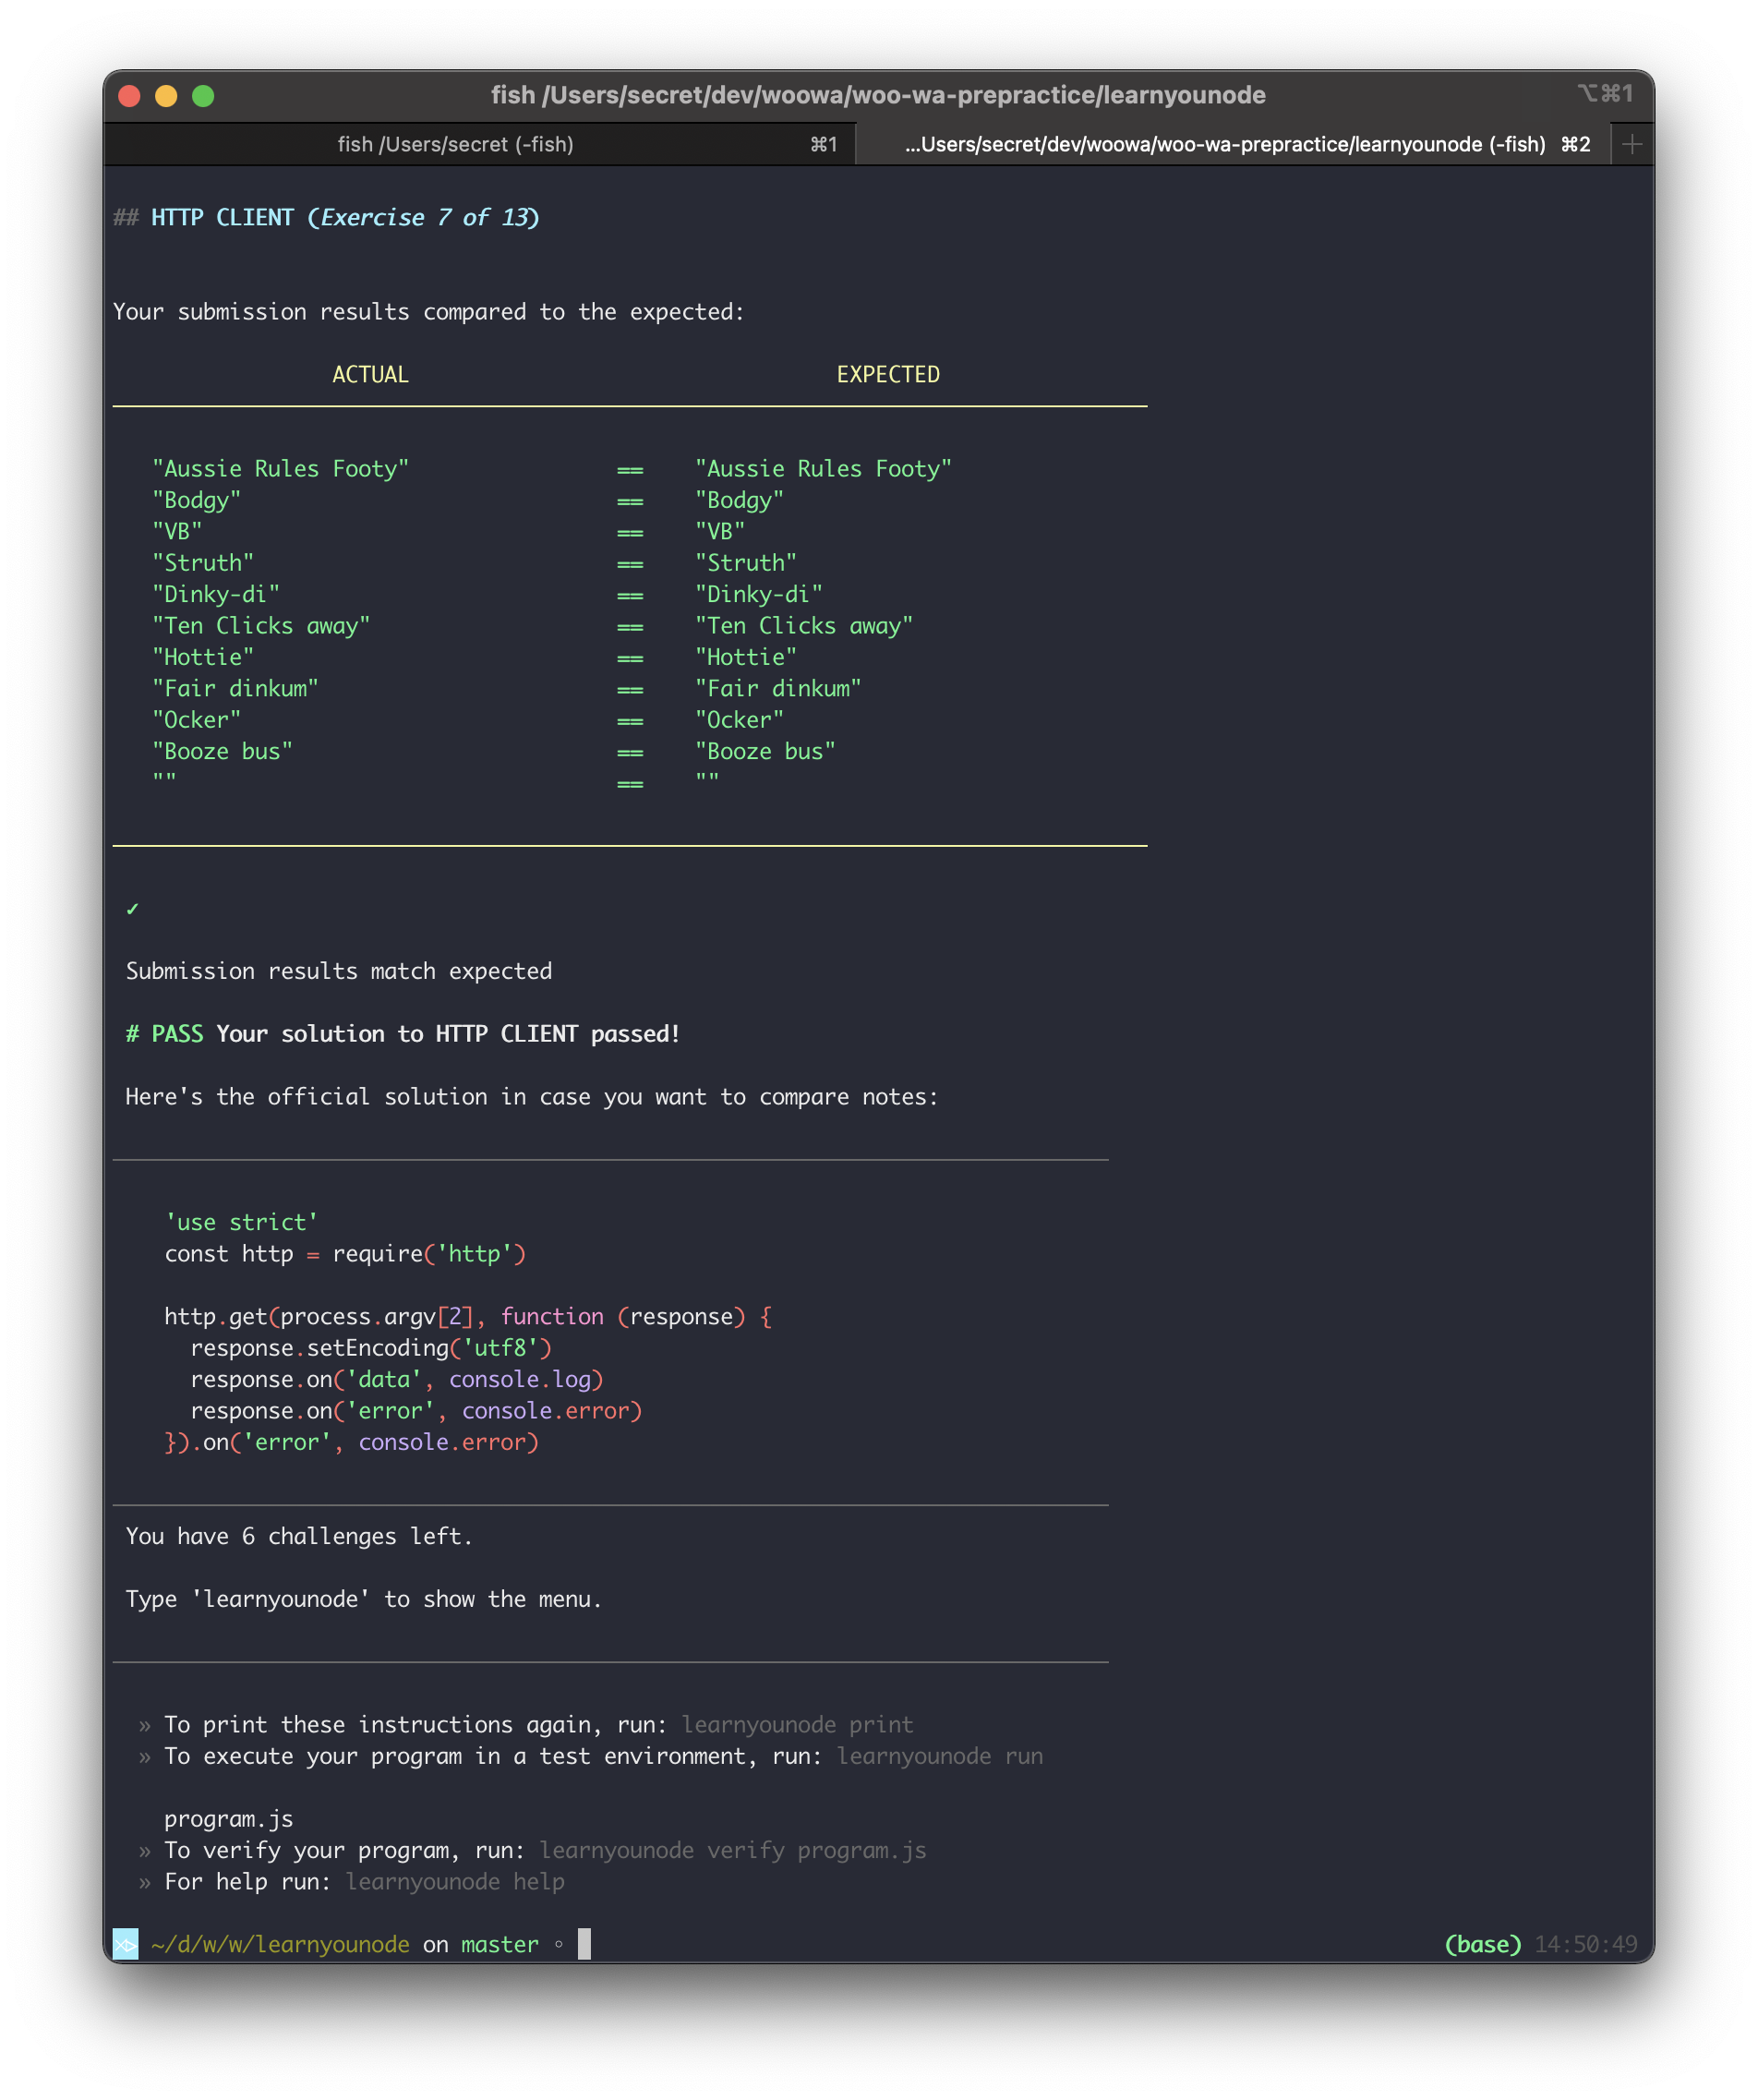 fish /Users/secret/dev/woowa/woo-wa-prepractice/learnyounode ⌥⌘1
fish /Users/secret (-fish) ⌘1 ...Users/secret/dev/woowa/woo-wa-prepractice/learnyounode (-fish) ⌘2
## HTTP CLIENT (Exercise 7 of 13)
Your submission results compared to the expected:
ACTUAL EXPECTED
"Aussie Rules Footy" == "Aussie Rules Footy"
"Bodgy" == "Bodgy"
"VB" == "VB"
"Struth" == "Struth"
"Dinky-di" == "Dinky-di"
"Ten Clicks away" == "Ten Clicks away"
"Hottie" == "Hottie"
"Fair dinkum" == "Fair dinkum"
"Ocker" == "Ocker"
"Booze bus" == "Booze bus"
"" == ""
✓
Submission results match expected
# PASS Your solution to HTTP CLIENT passed!
Here's the official solution in case you want to compare notes:
'use strict'
const http = require('http')
http.get(process.argv[2], function (response) {
response.setEncoding('utf8')
response.on('data', console.log)
response.on('error', console.error)
}).on('error', console.error)
You have 6 challenges left.
Type 'learnyounode' to show the menu.
» To print these instructions again, run: learnyounode print
» To execute your program in a test environment, run: learnyounode run
program.js
» To verify your program, run: learnyounode verify program.js
» For help run: learnyounode help
~/d/w/w/learnyounode on master ◦ (base) 14:50:49